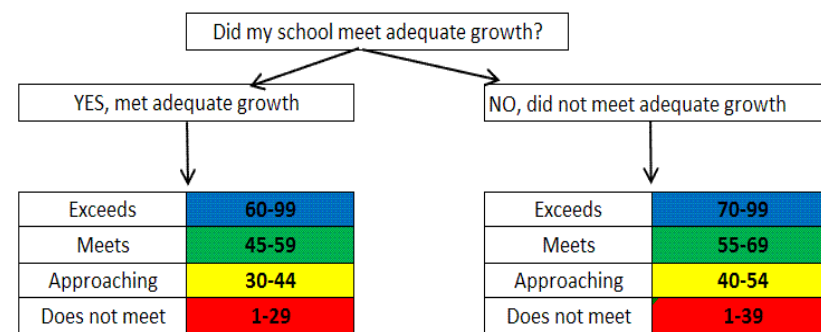 Did my school meet adequate growth?
YES, met adequate growth
NO, did not meet adequate growth
Exceeds 60-99
Meets 45-59
Approaching 30-44
Does not meet 1-29
Exceeds 70-99
Meets 55-69
Approaching 40-54
Does not meet 1-39